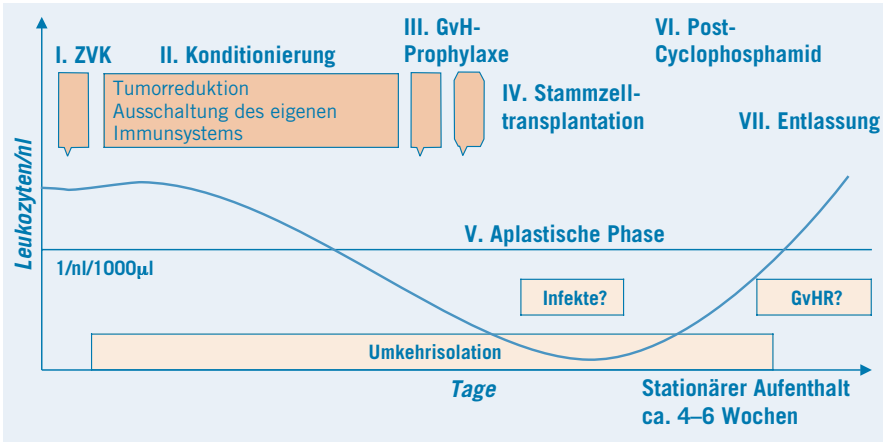 I. ZVK
II. Konditionierung
III. GvH-
Prophylaxe
VI. Post-
Cyclophosphamid
Tumorreduktion
Ausschaltung des eigenen
Immunsystems
IV. Stammzell-
transplantation
VII. Entlassung
Leukozyten/nl
V. Aplastische Phase
1/nl/1000µl
Infekte?
GvHR?
Umkehrisolation
Tage
Stationärer Aufenthalt
ca. 4–6 Wochen